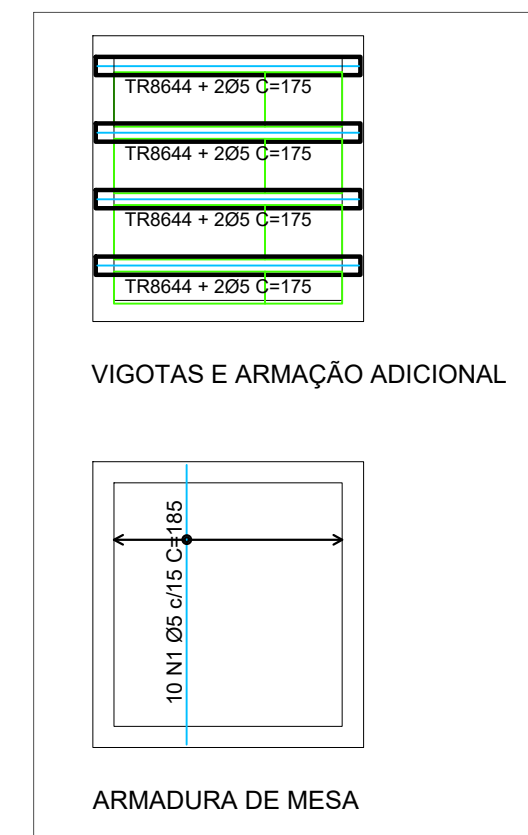 TR8644 + 2Ø5 C=175
TR8644 + 2Ø5 C=175
TR8644 + 2Ø5 C=175
TR8644 + 2Ø5 C=175
VIGOTAS E ARMAÇÃO ADICIONAL
10 N1 Ø5 c/15 C=185
ARMADURA DE MESA